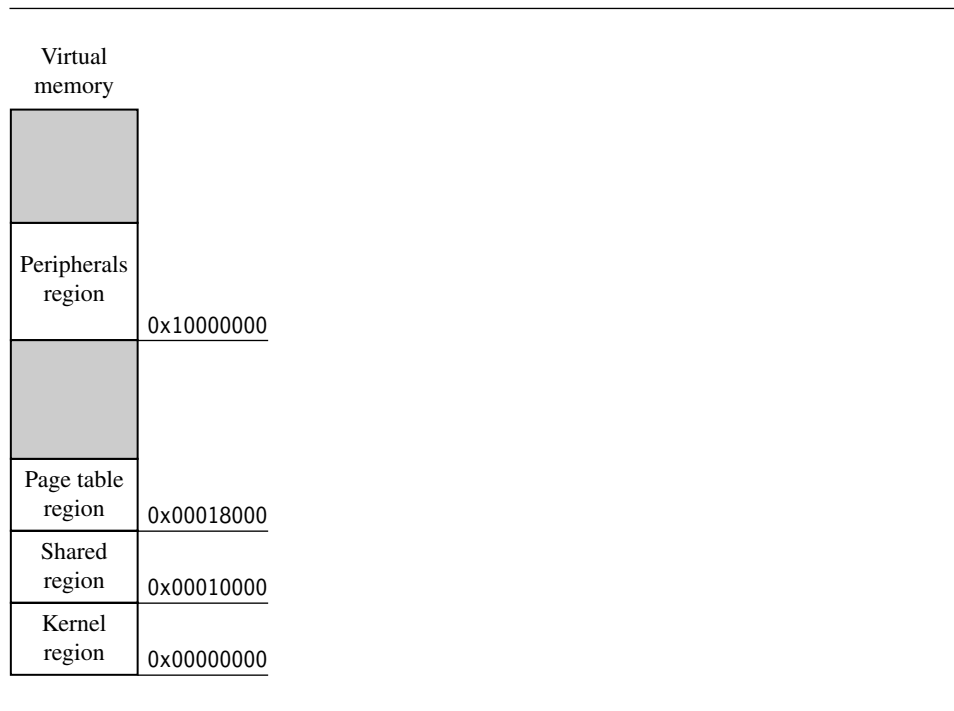 Virtual
memory
Peripherals
region
0x10000000
Page table
region
0x00018000
Shared
region
0x00010000
Kernel
region
0x00000000